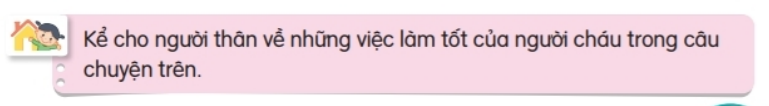 Kể cho người thân về những việc làm tốt của người cháu trong câu
chuyện trên.